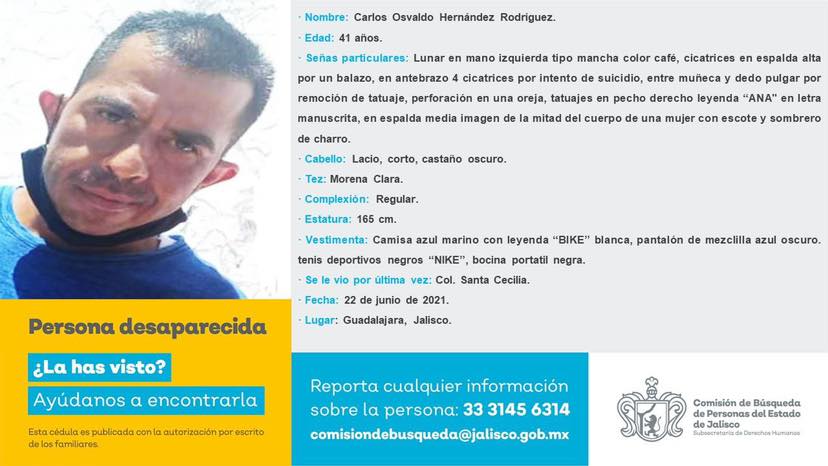 · Nombre: Carlos Osvaldo Hernández Rodríguez.
· Edad: 41 años.
· Señas particulares: Lunar en mano izquierda tipo mancha color café, cicatrices en espalda alta
por un balazo, en antebrazo 4 cicatrices por intento de suicidio, entre muñeca y dedo pulgar por
remoción de tatuaje, perforación en una oreja, tatuajes en pecho derecho leyenda “ANA” en letra
manuscrita, en espalda media imagen de la mitad del cuerpo de una mujer con escote y sombrero
de charro.
· Cabello: Lacio, corto, castaño oscuro.
· Tez: Morena Clara.
· Complexión: Regular.
· Estatura: 165 cm.
· Vestimenta: Camisa azul marino con leyenda “BIKE” blanca, pantalón de mezclilla azul oscuro.
tenis deportivos negros “NIKE”, bocina portatil negra.
· Se le vio por última vez: Col. Santa Cecilia.
· Fecha: 22 de junio de 2021.
· Lugar: Guadalajara, Jalisco.
Persona desaparecida
¿La has visto?
Ayúdanos a encontrarla
Esta cédula es publicada con la autorización por escrito
de los familiares.
Reporta cualquier información
sobre la persona: 33 3145 6314
comisiondebusqueda@jalisco.gob.mx
Comisión de Búsqueda
de Personas del Estado
de Jalisco
Subsecretaría de Derechos Humanos